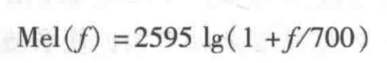 Mel(f) = 2595 lg(1 + f/700)